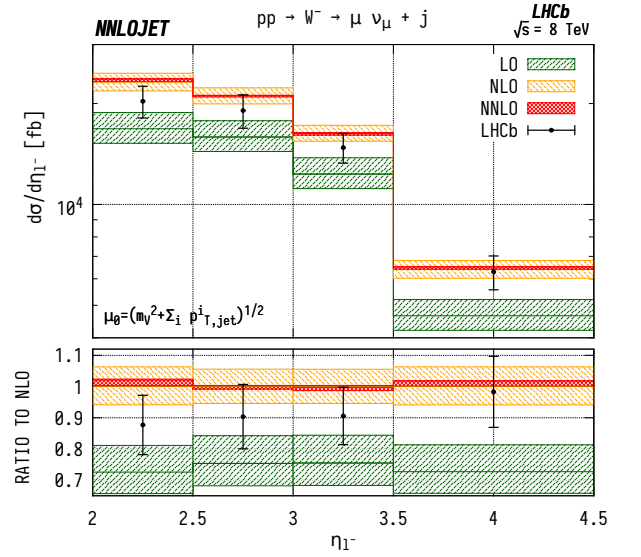 pp → W⁻ → μ ν_μ + j
NNLOJET
LHCb
√s = 8 TeV
LO
NLO
NNLO
LHCb
dσ/dη_l⁻ [fb]
10⁴
μ₀=(m_V²+Σ_i pⁱ_T,jet)^1/2
RATIO TO NLO
1.1
1
0.9
0.8
0.7
2 2.5 3 3.5 4 4.5
η_l⁻